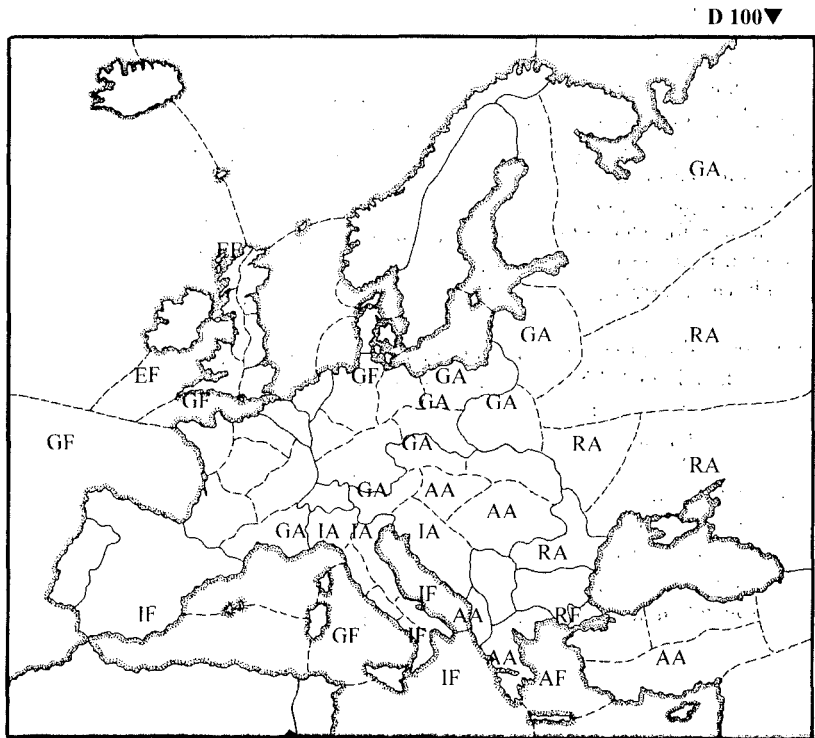 D 100▼
GA
EF
GA RA
EF GF GA
GF GA GA
GF GA RA RA
GA AA AA
GA IA IA IA RA
IF IF AA RF
GF IF AA AA
IF AF